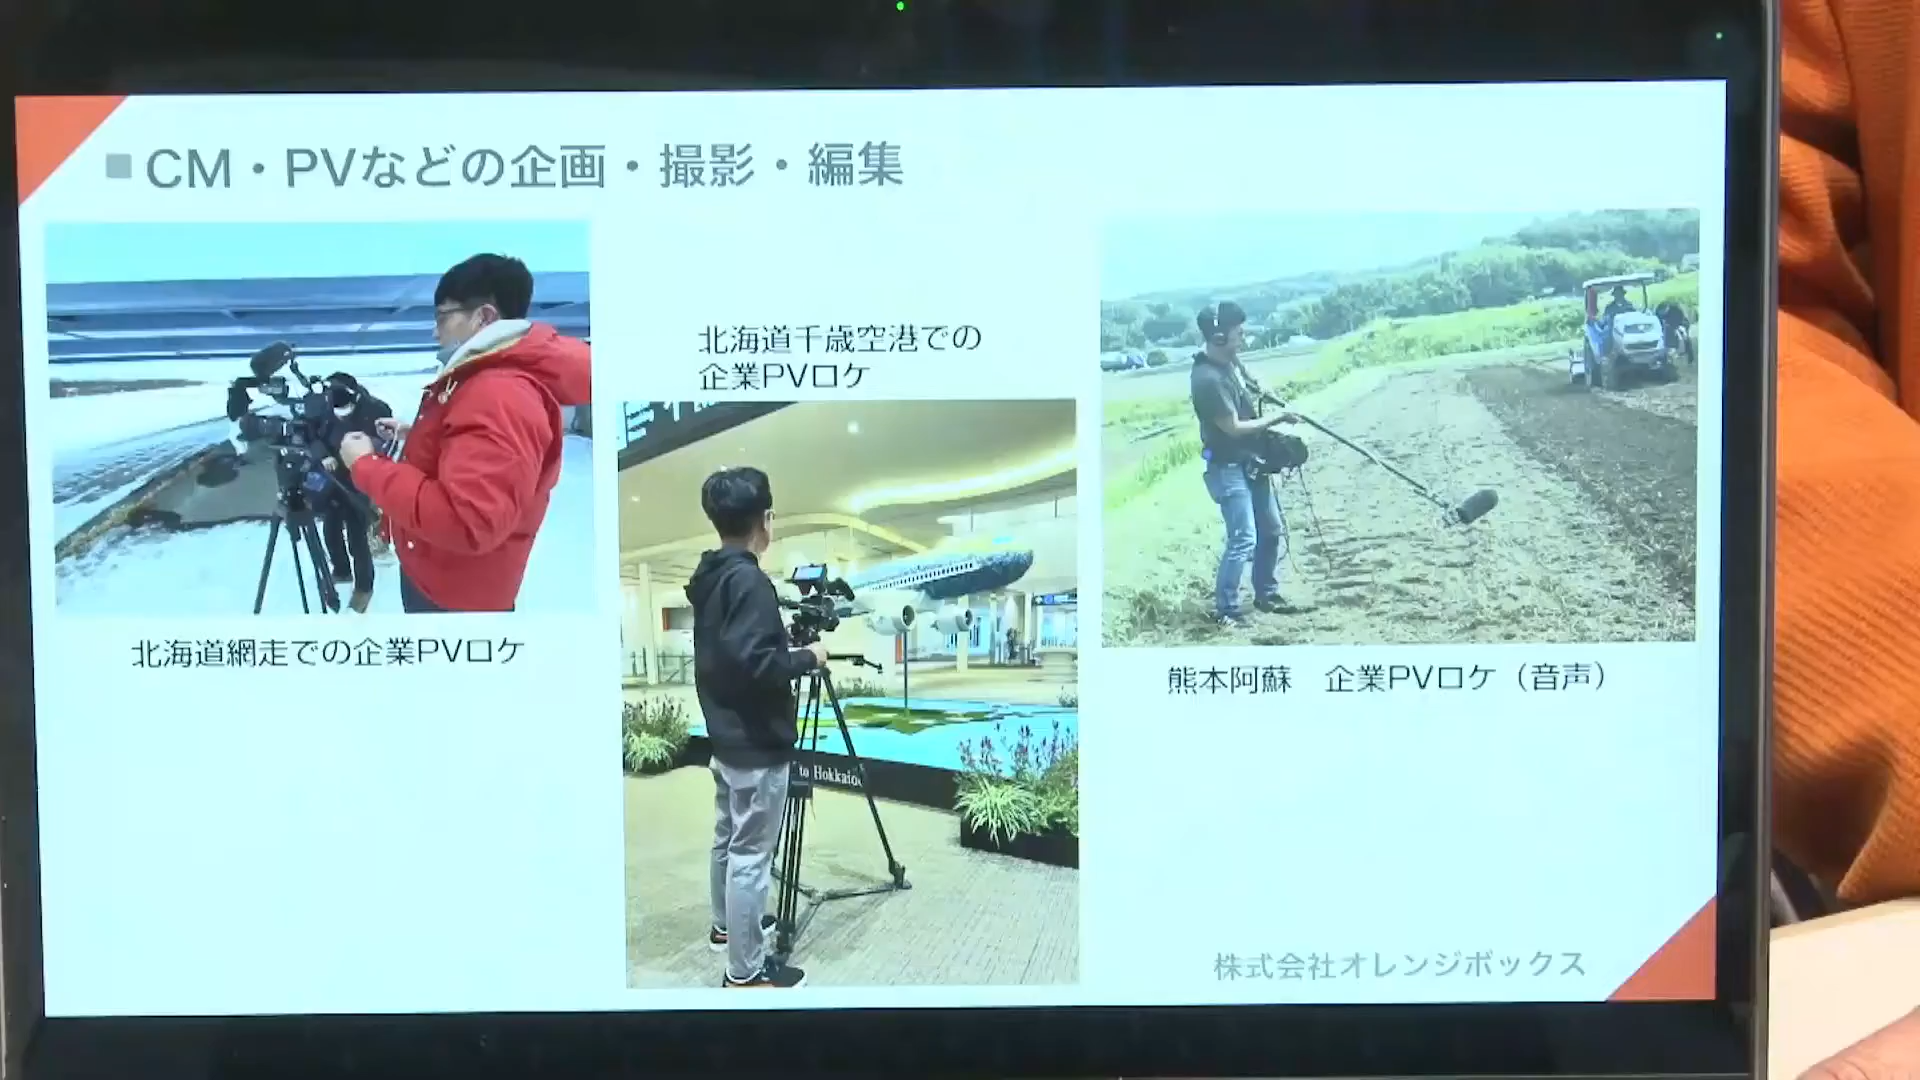 ■CM・PVなどの企画・撮影・編集
北海道千歳空港での
企業PVロケ
北海道網走での企業PVロケ
熊本阿蘇　企業PVロケ（音声）
to Hokkaido
株式会社オレンジボックス